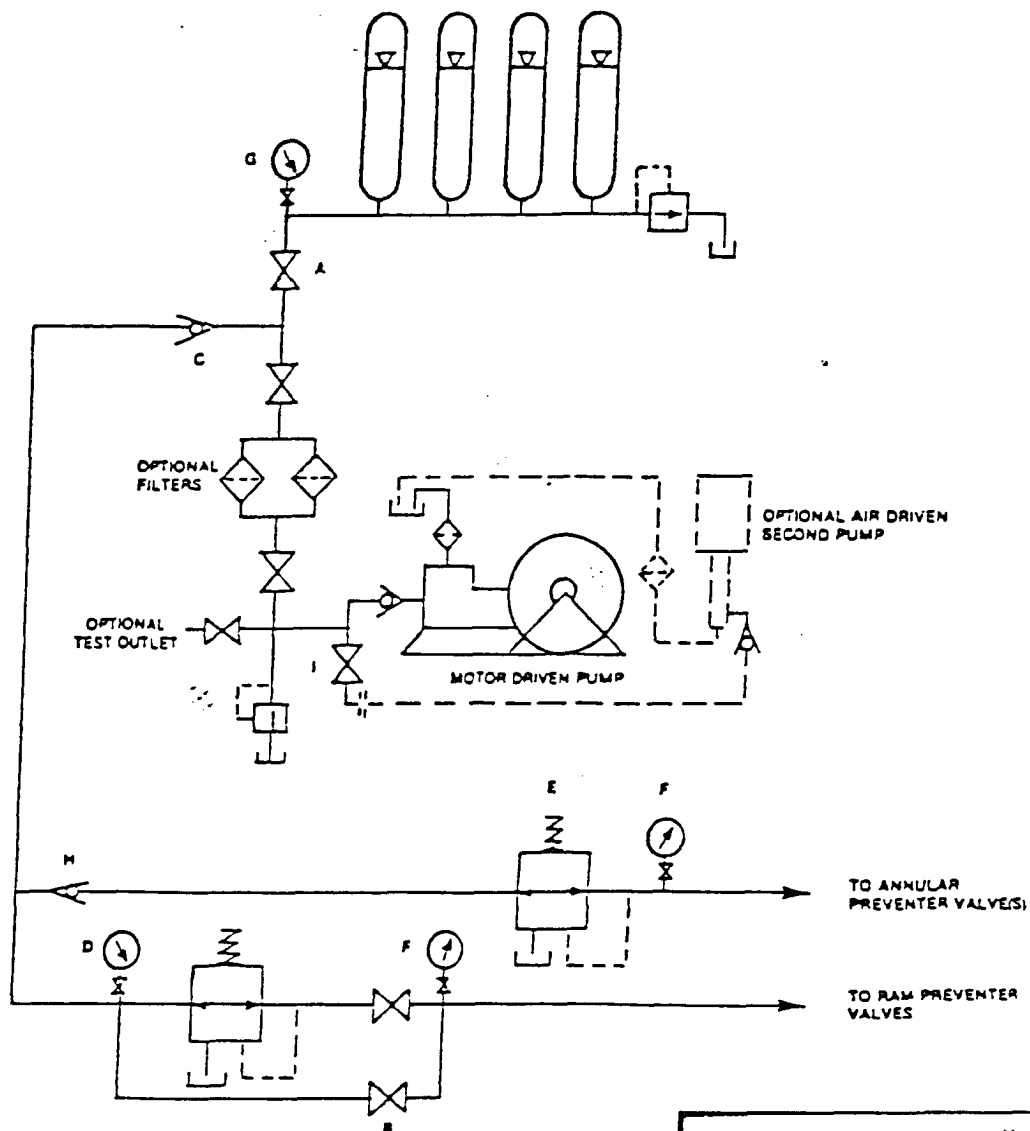 G
A
C
OPTIONAL
FILTERS
OPTIONAL AIR DRIVEN
SECOND PUMP
OPTIONAL
TEST OUTLET
I
MOTOR DRIVEN PUMP
E
F
H
TO ANNULAR
PREVENTER VALVE(S)
D
F
TO RAM PREVENTER
VALVES